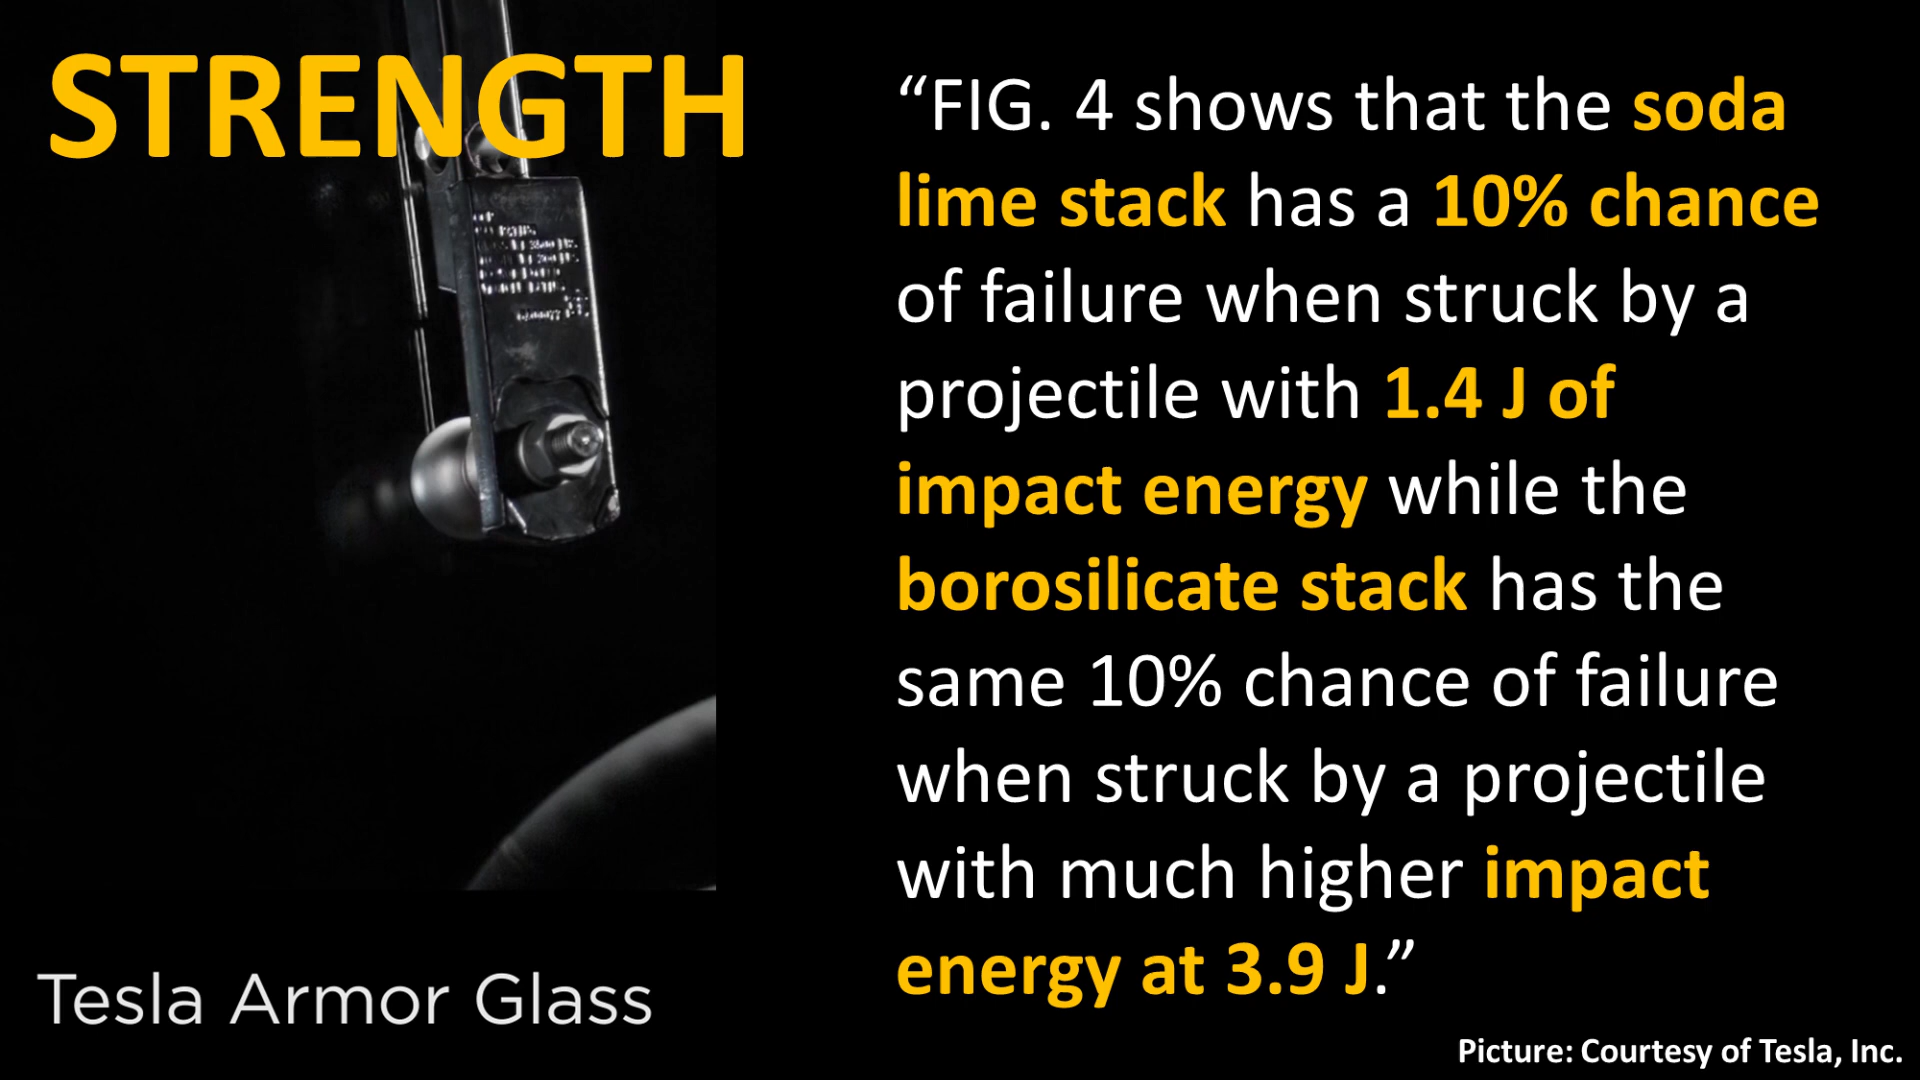 STRENGTH
“FIG. 4 shows that the soda
lime stack has a 10% chance
of failure when struck by a
projectile with 1.4 J of
impact energy while the
borosilicate stack has the
same 10% chance of failure
when struck by a projectile
with much higher impact
energy at 3.9 J.”
Tesla Armor Glass
Picture: Courtesy of Tesla, Inc.